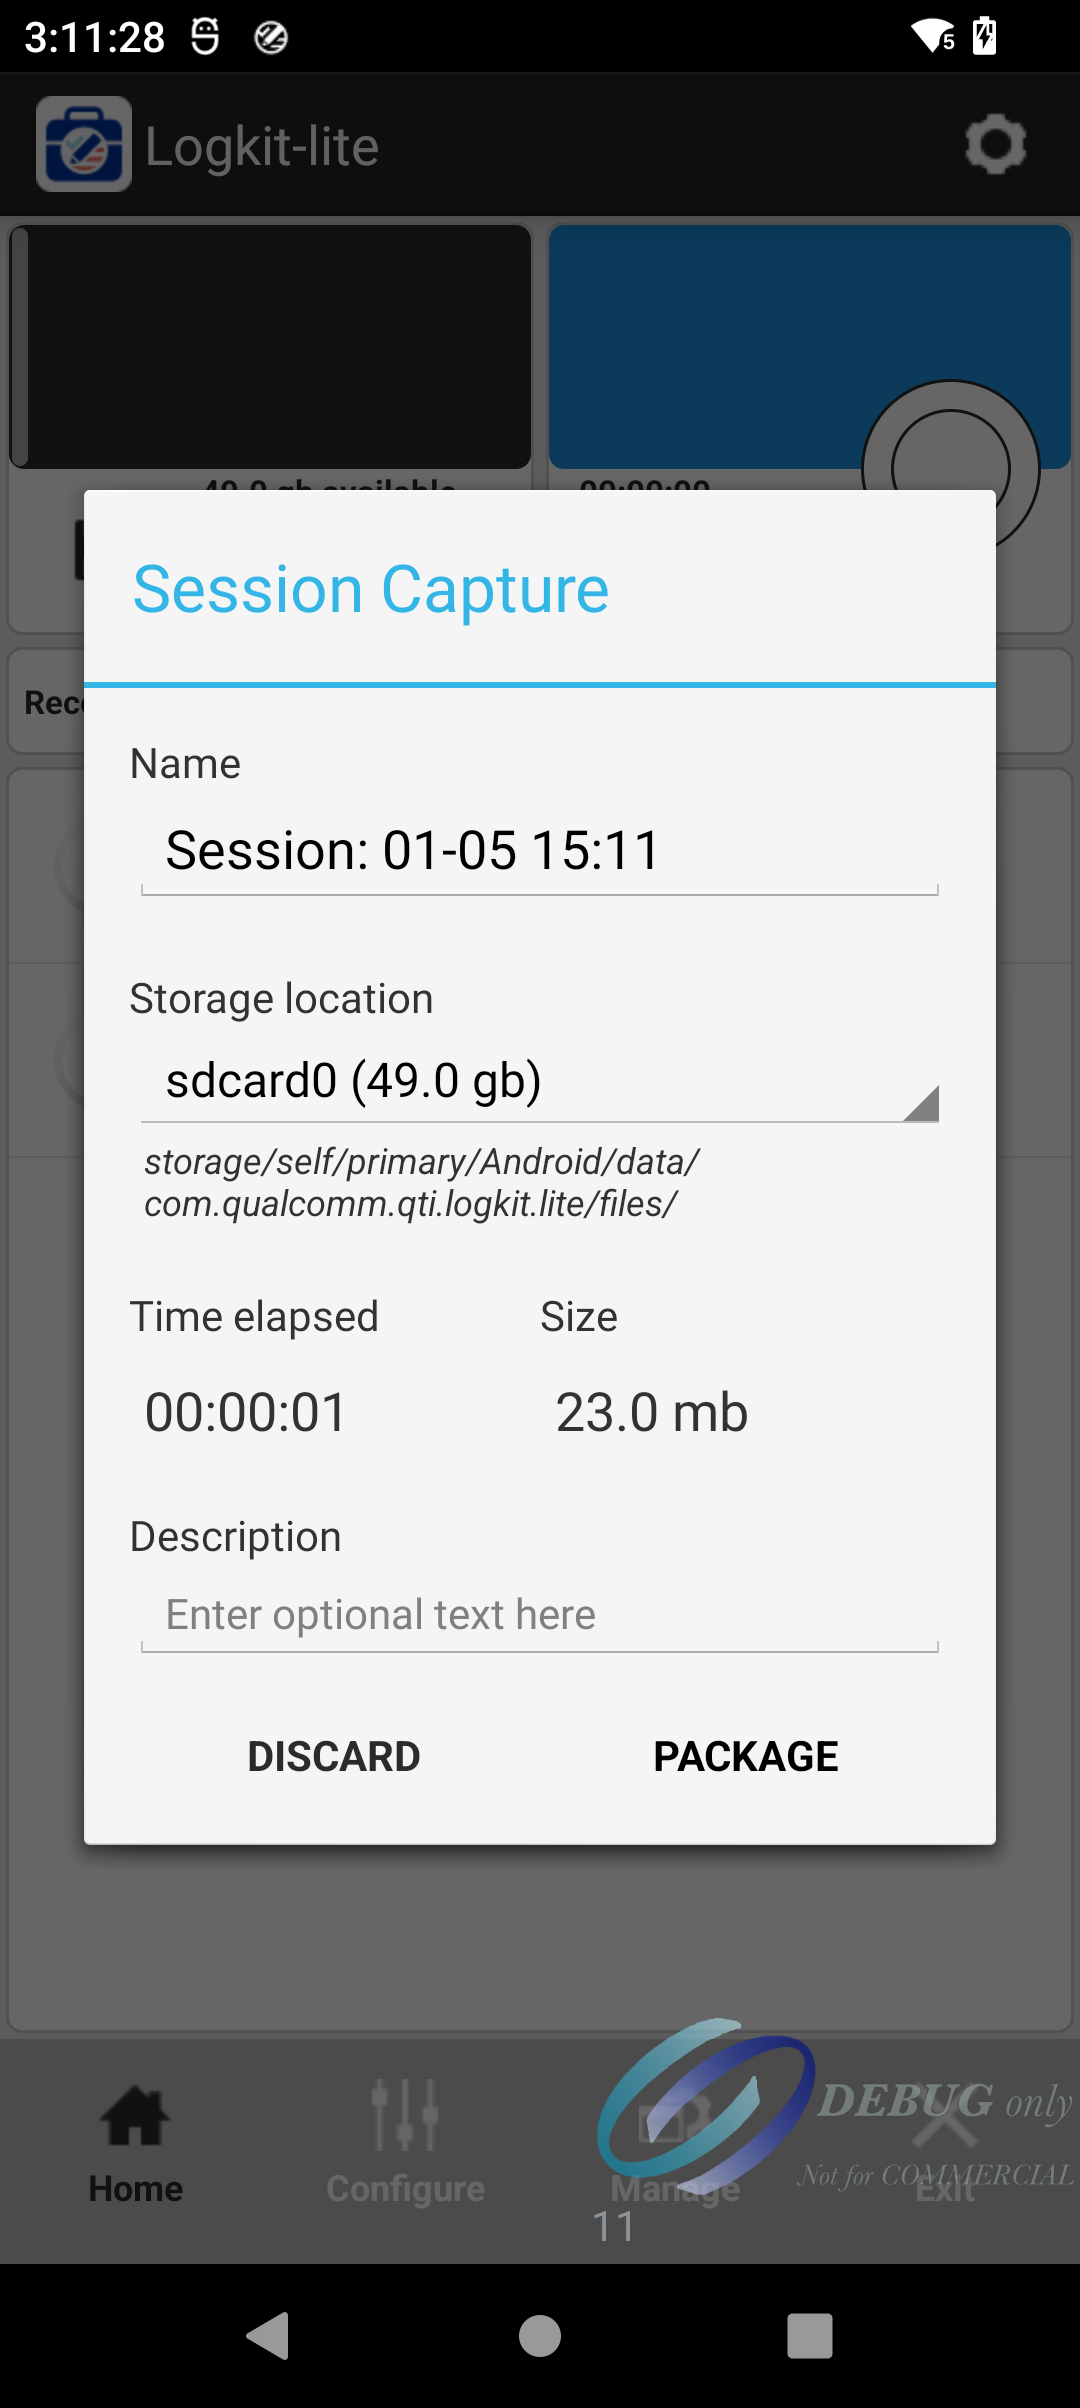 3:11:28
5
Logkit-lite
49.0 gb available
00:00:00
Session Capture
Name
Session: 01-05 15:11
Storage location
sdcard0 (49.0 gb)
storage/self/primary/Android/data/
com.qualcomm.qti.logkit.lite/files/
Time elapsed
Size
00:00:01
23.0 mb
Description
Enter optional text here
DISCARD
PACKAGE
DEBUG only
Not for COMMERCIAL
Home
Configure
Manage
Exit
11